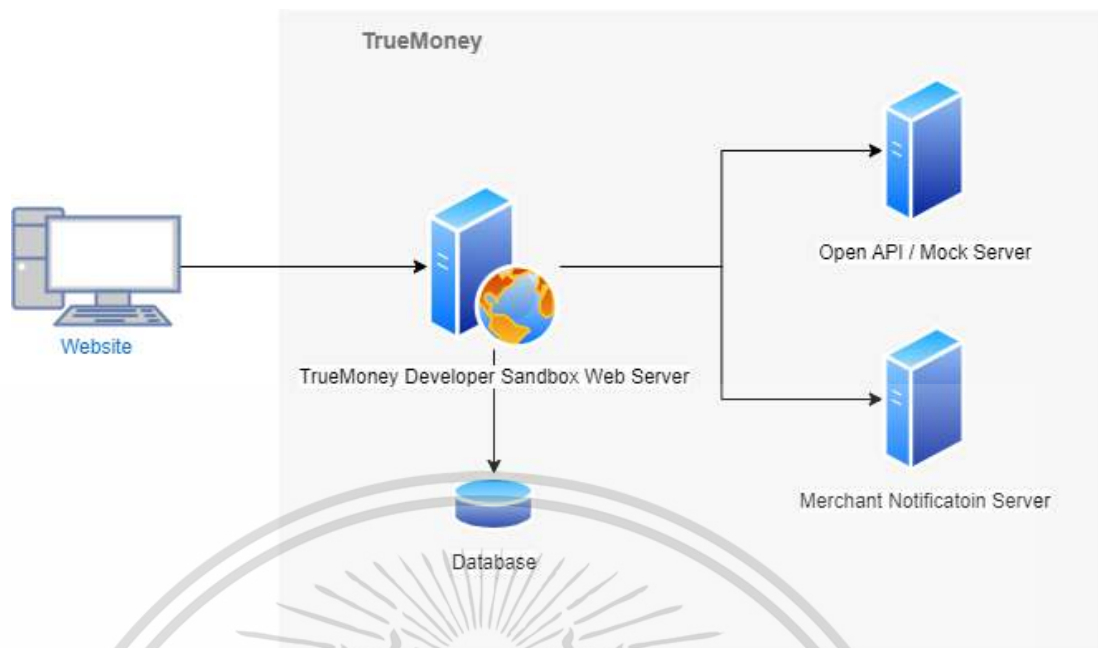 TrueMoney
Open API / Mock Server
Website
TrueMoney Developer Sandbox Web Server
Merchant Notificatoin Server
Database